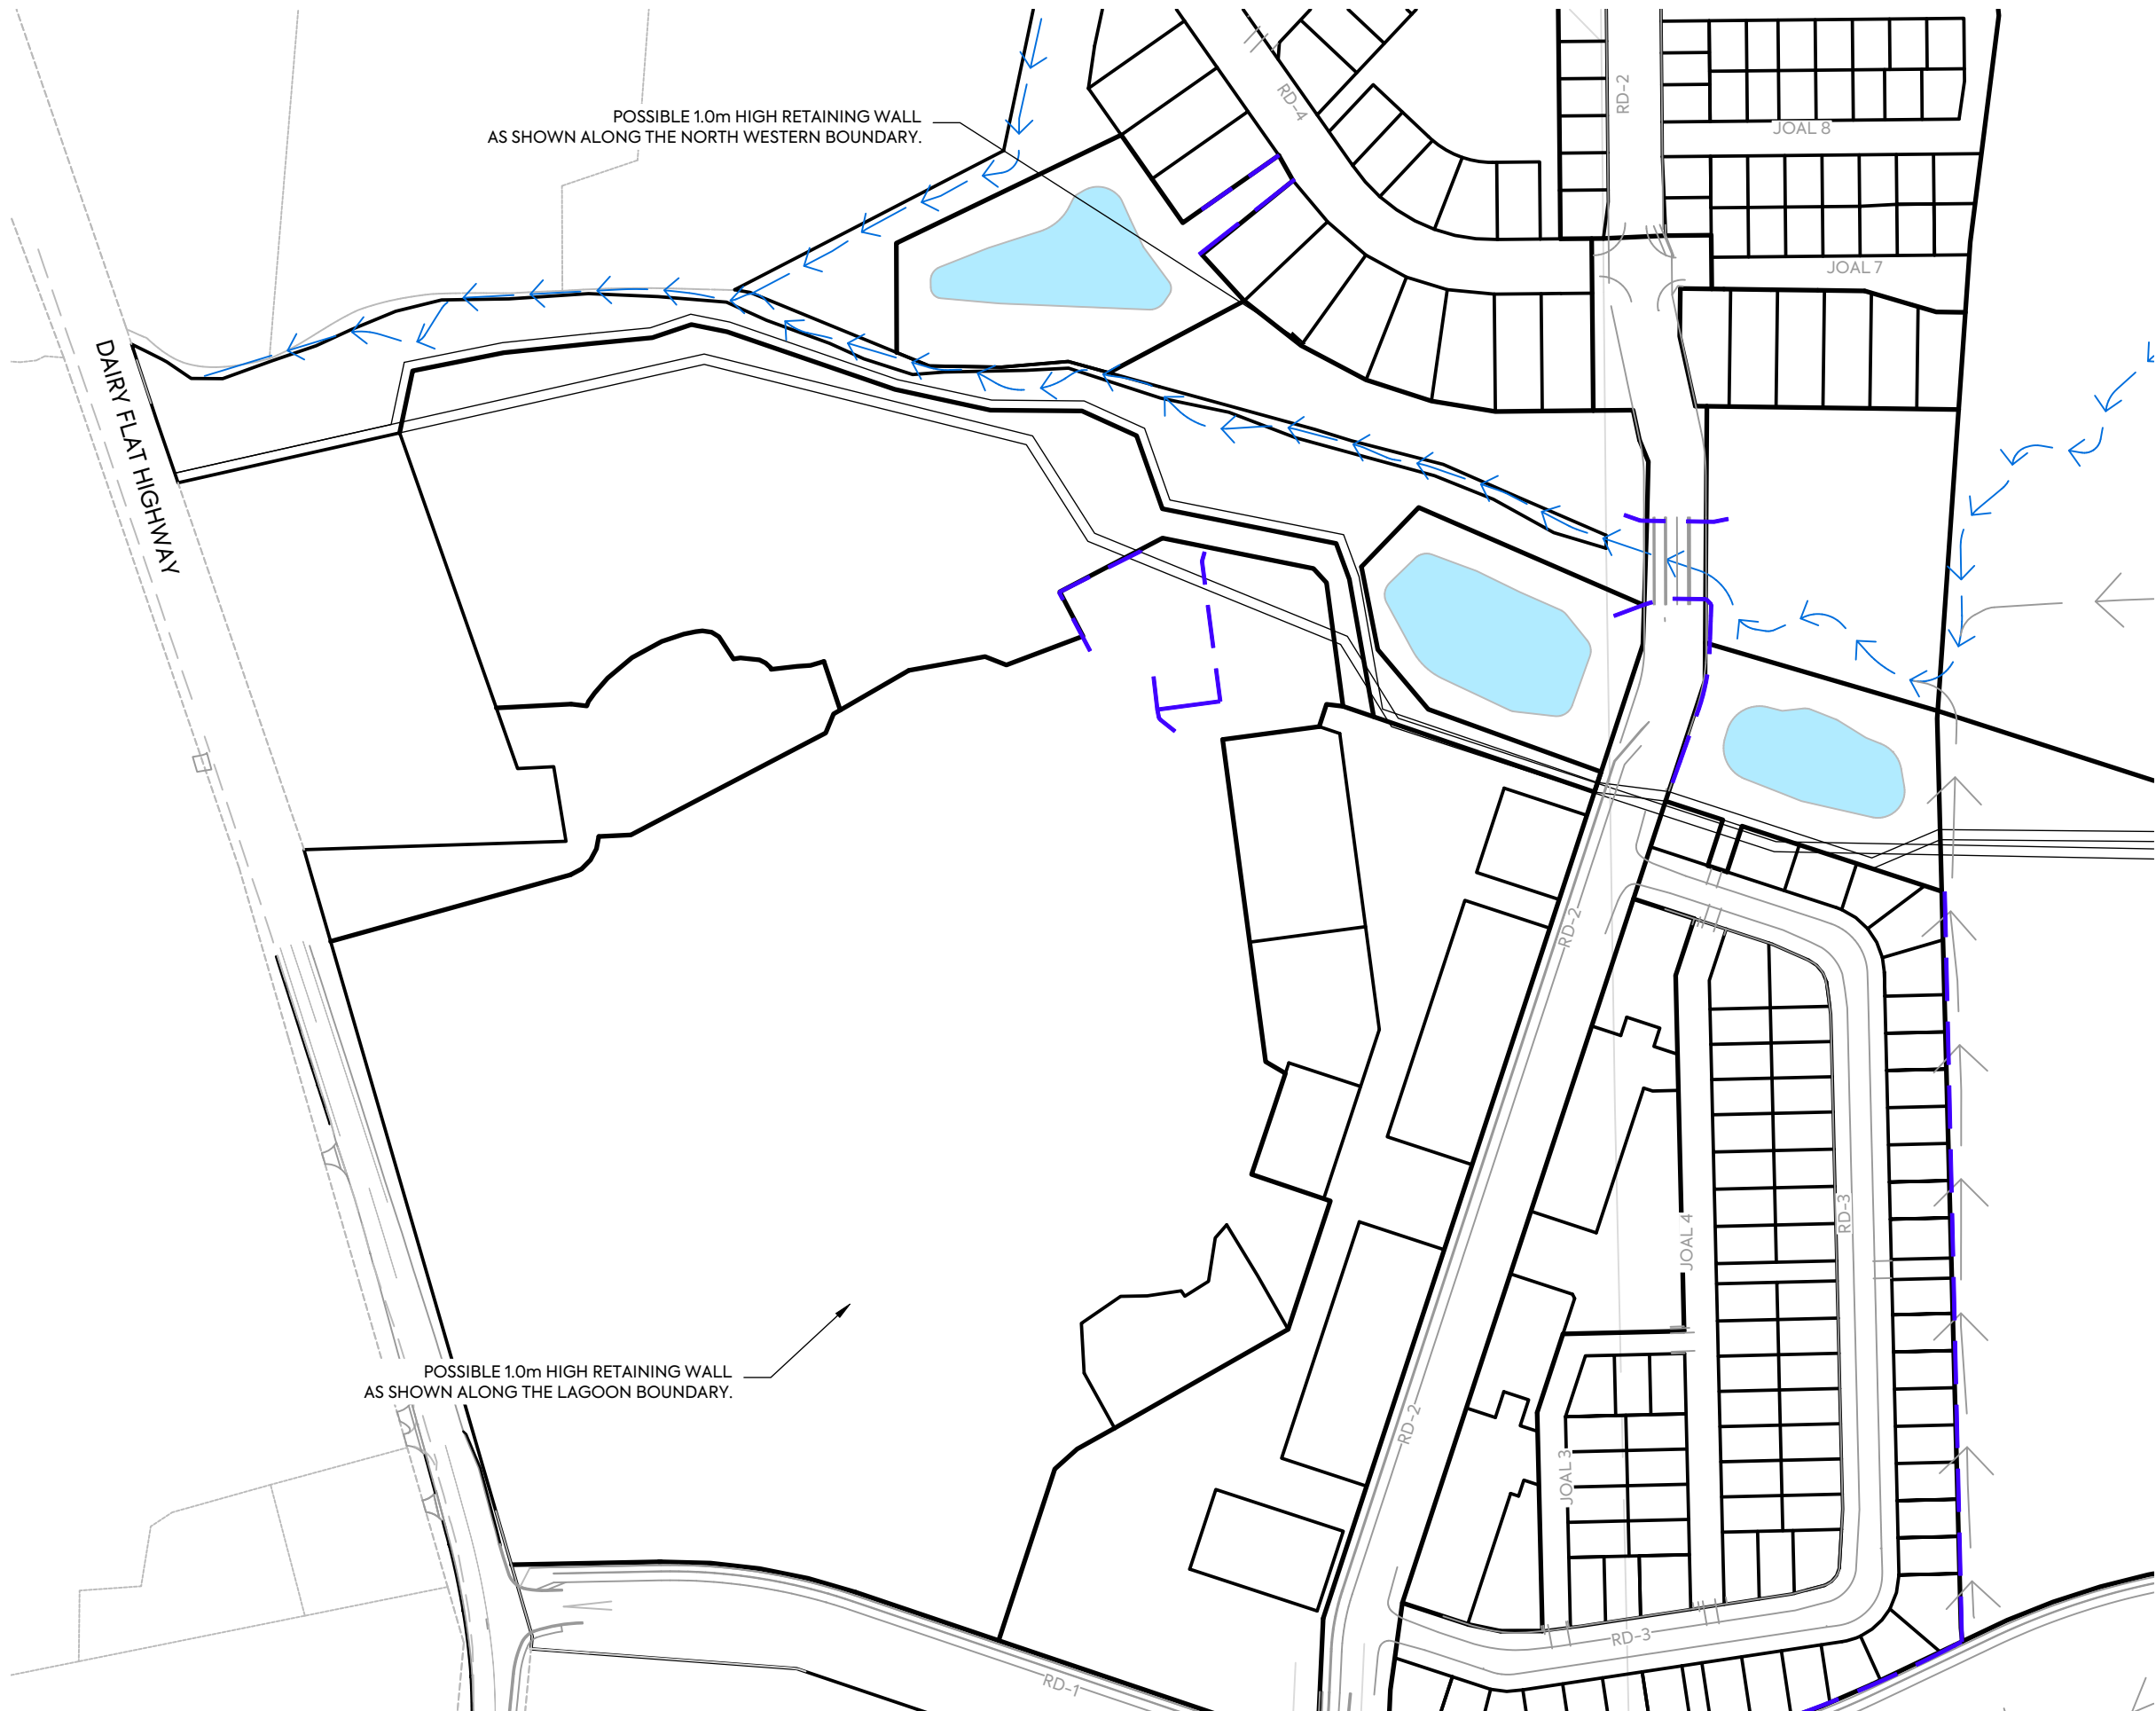 RD-2
RD-4
POSSIBLE 1.0m HIGH RETAINING WALL
AS SHOWN ALONG THE NORTH WESTERN BOUNDARY.
JOAL 8
JOAL 7
DAIRY FLAT HIGHWAY
RD-2
JOAL 4
RD-3
POSSIBLE 1.0m HIGH RETAINING WALL
AS SHOWN ALONG THE LAGOON BOUNDARY.
RD-2
JOAL 3
RD-3
RD-1